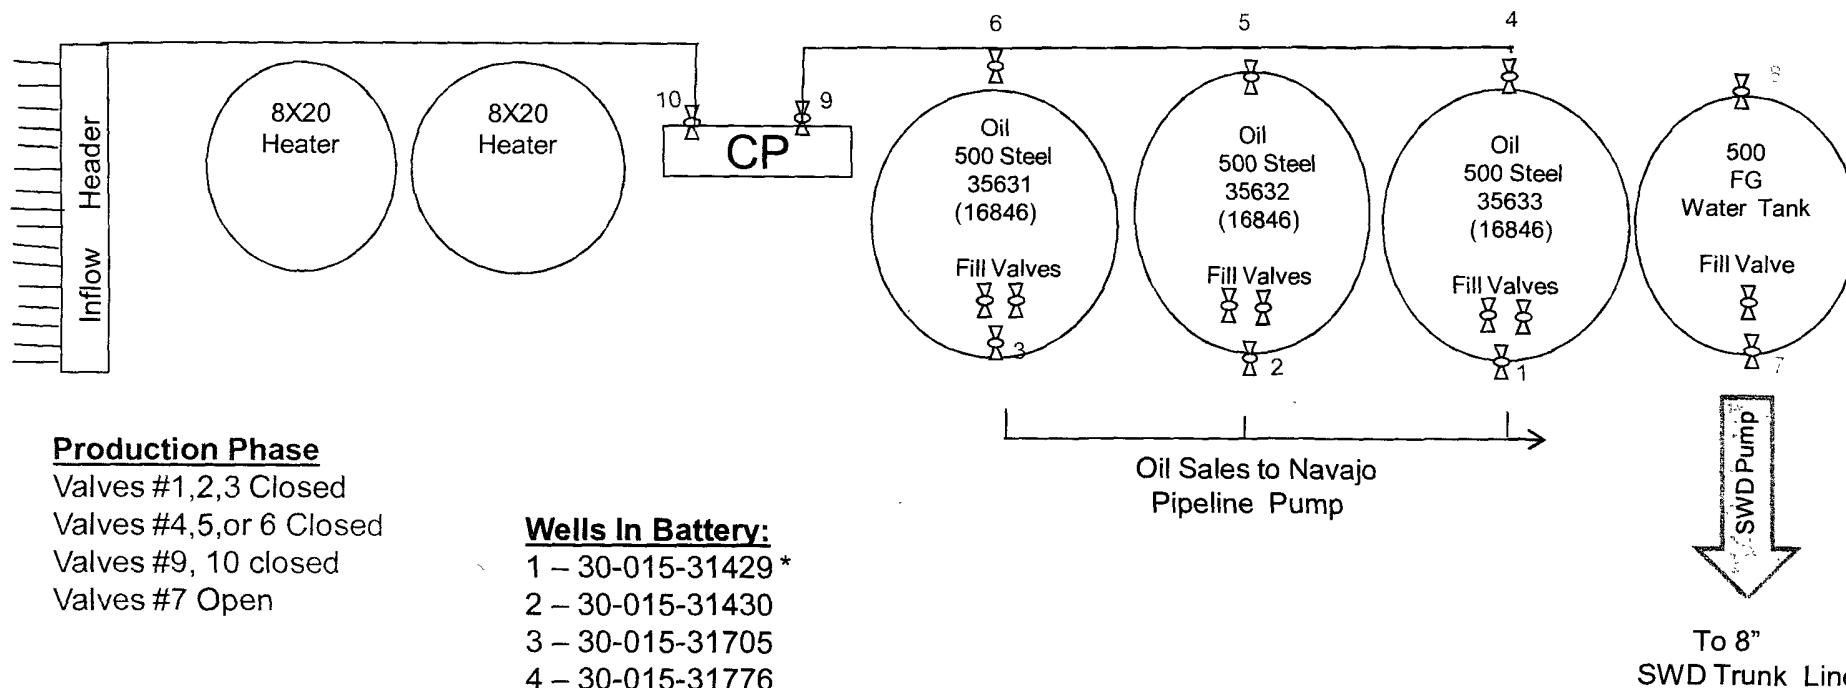 6
5
4
8X20
Heater
8X20
Heater
10
9
CP
Inflow Header
Oil
500 Steel
35631
(16846)
Fill Valves
3
Oil
500 Steel
35632
(16846)
Fill Valves
2
Oil
500 Steel
35633
(16846)
Fill Valves
1
500
FG
Water Tank
Fill Valve
7
Production Phase
Valves #1,2,3 Closed
Valves #4,5,or 6 Closed
Valves #9, 10 closed
Valves #7 Open
Wells In Battery:
1 – 30-015-31429 *
2 – 30-015-31430
3 – 30-015-31705
4 – 30-015-31776
Oil Sales to Navajo
Pipeline Pump
SWD Pump
To 8”
SWD Trunk Line